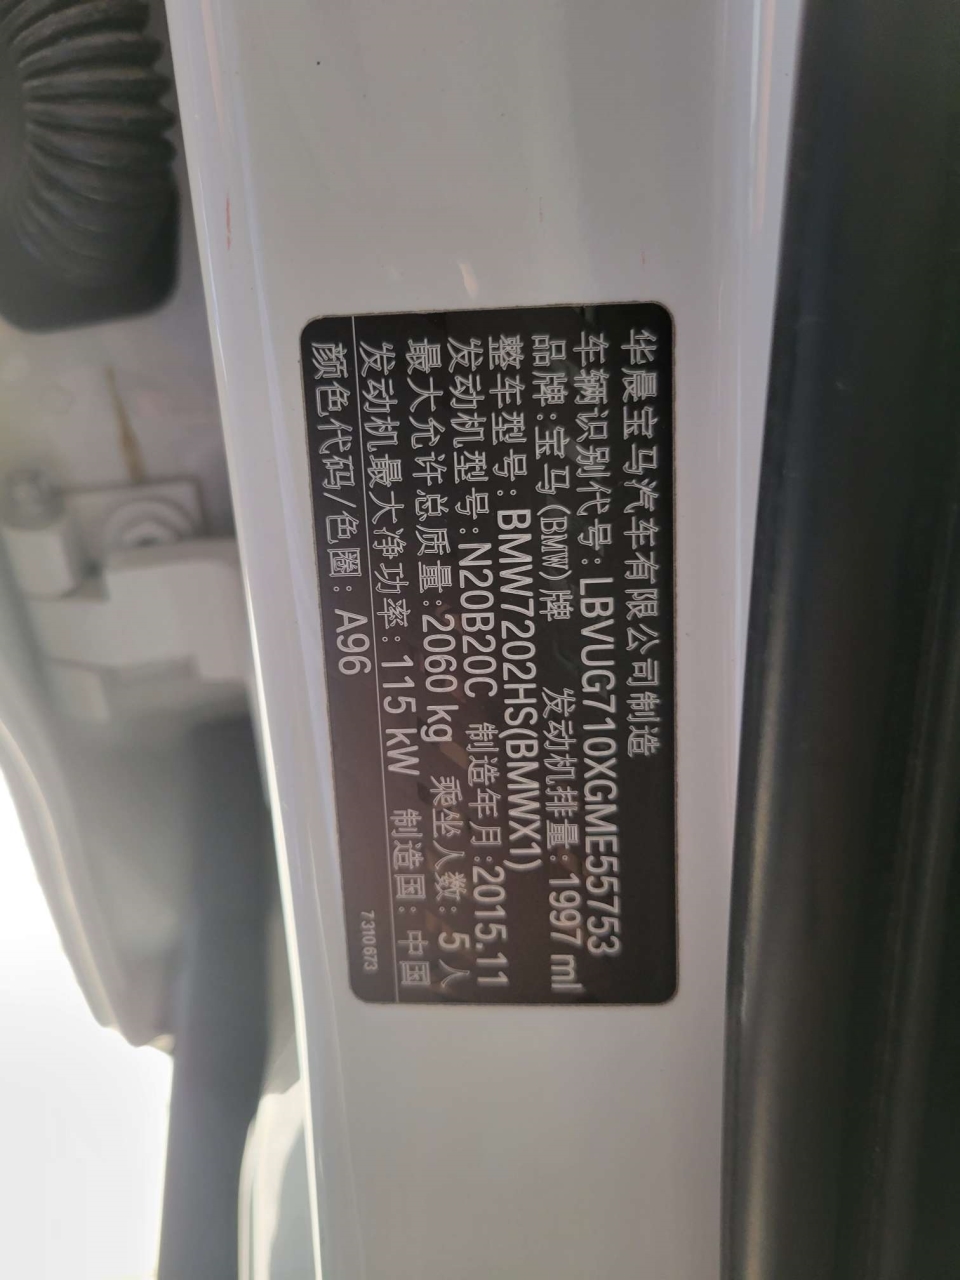 华晨宝马汽车有限公司制造
车辆识别代号:LBVUG710XGME55753
品牌:宝马(BMW)牌 发动机排量:1997 ml
整车型号:BMW7202HS(BMWX1)
发动机型号:N20B20C 制造年月:2015.11
最大允许总质量:2060 kg 乘坐人数: 5 人
发动机最大净功率:115 kW 制造国: 中国
颜色代码/色圈: A96
7310673